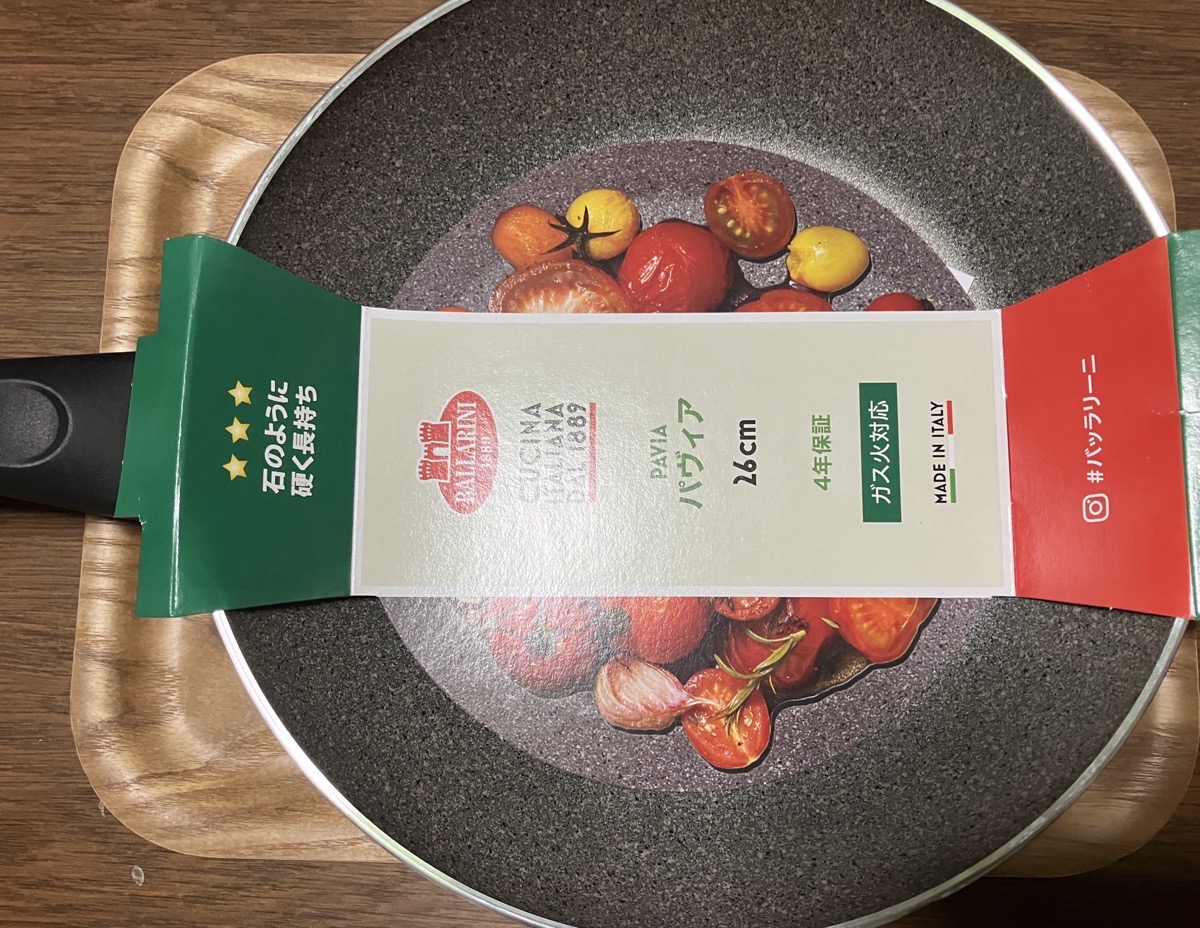 石のように
硬く長持ち
BALLARINI
1889
CUCINA
ITALIANA
DAL 1889
PAVIA
パヴィア
26cm
4年保証
ガス火対応
MADE IN ITALY
#バッラリーニ